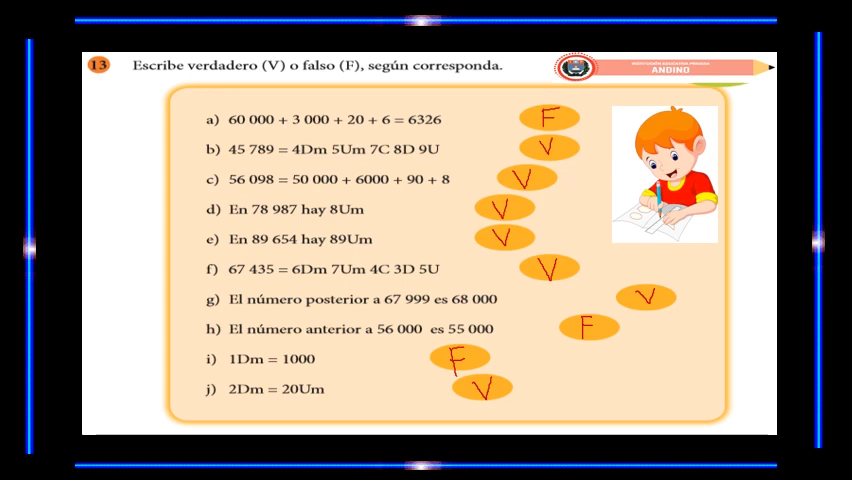 13 Escribe verdadero (V) o falso (F), según corresponda.
INSTITUCIÓN EDUCATIVA PRIVADA
ANDINO
a) 60 000 + 3 000 + 20 + 6 = 6326 F
b) 45 789 = 4Dm 5Um 7C 8D 9U V
c) 56 098 = 50 000 + 6000 + 90 + 8 V
d) En 78 987 hay 8Um V
e) En 89 654 hay 89Um V
f) 67 435 = 6Dm 7Um 4C 3D 5U V
g) El número posterior a 67 999 es 68 000 V
h) El número anterior a 56 000 es 55 000 F
i) 1Dm = 1000 F
j) 2Dm = 20Um V